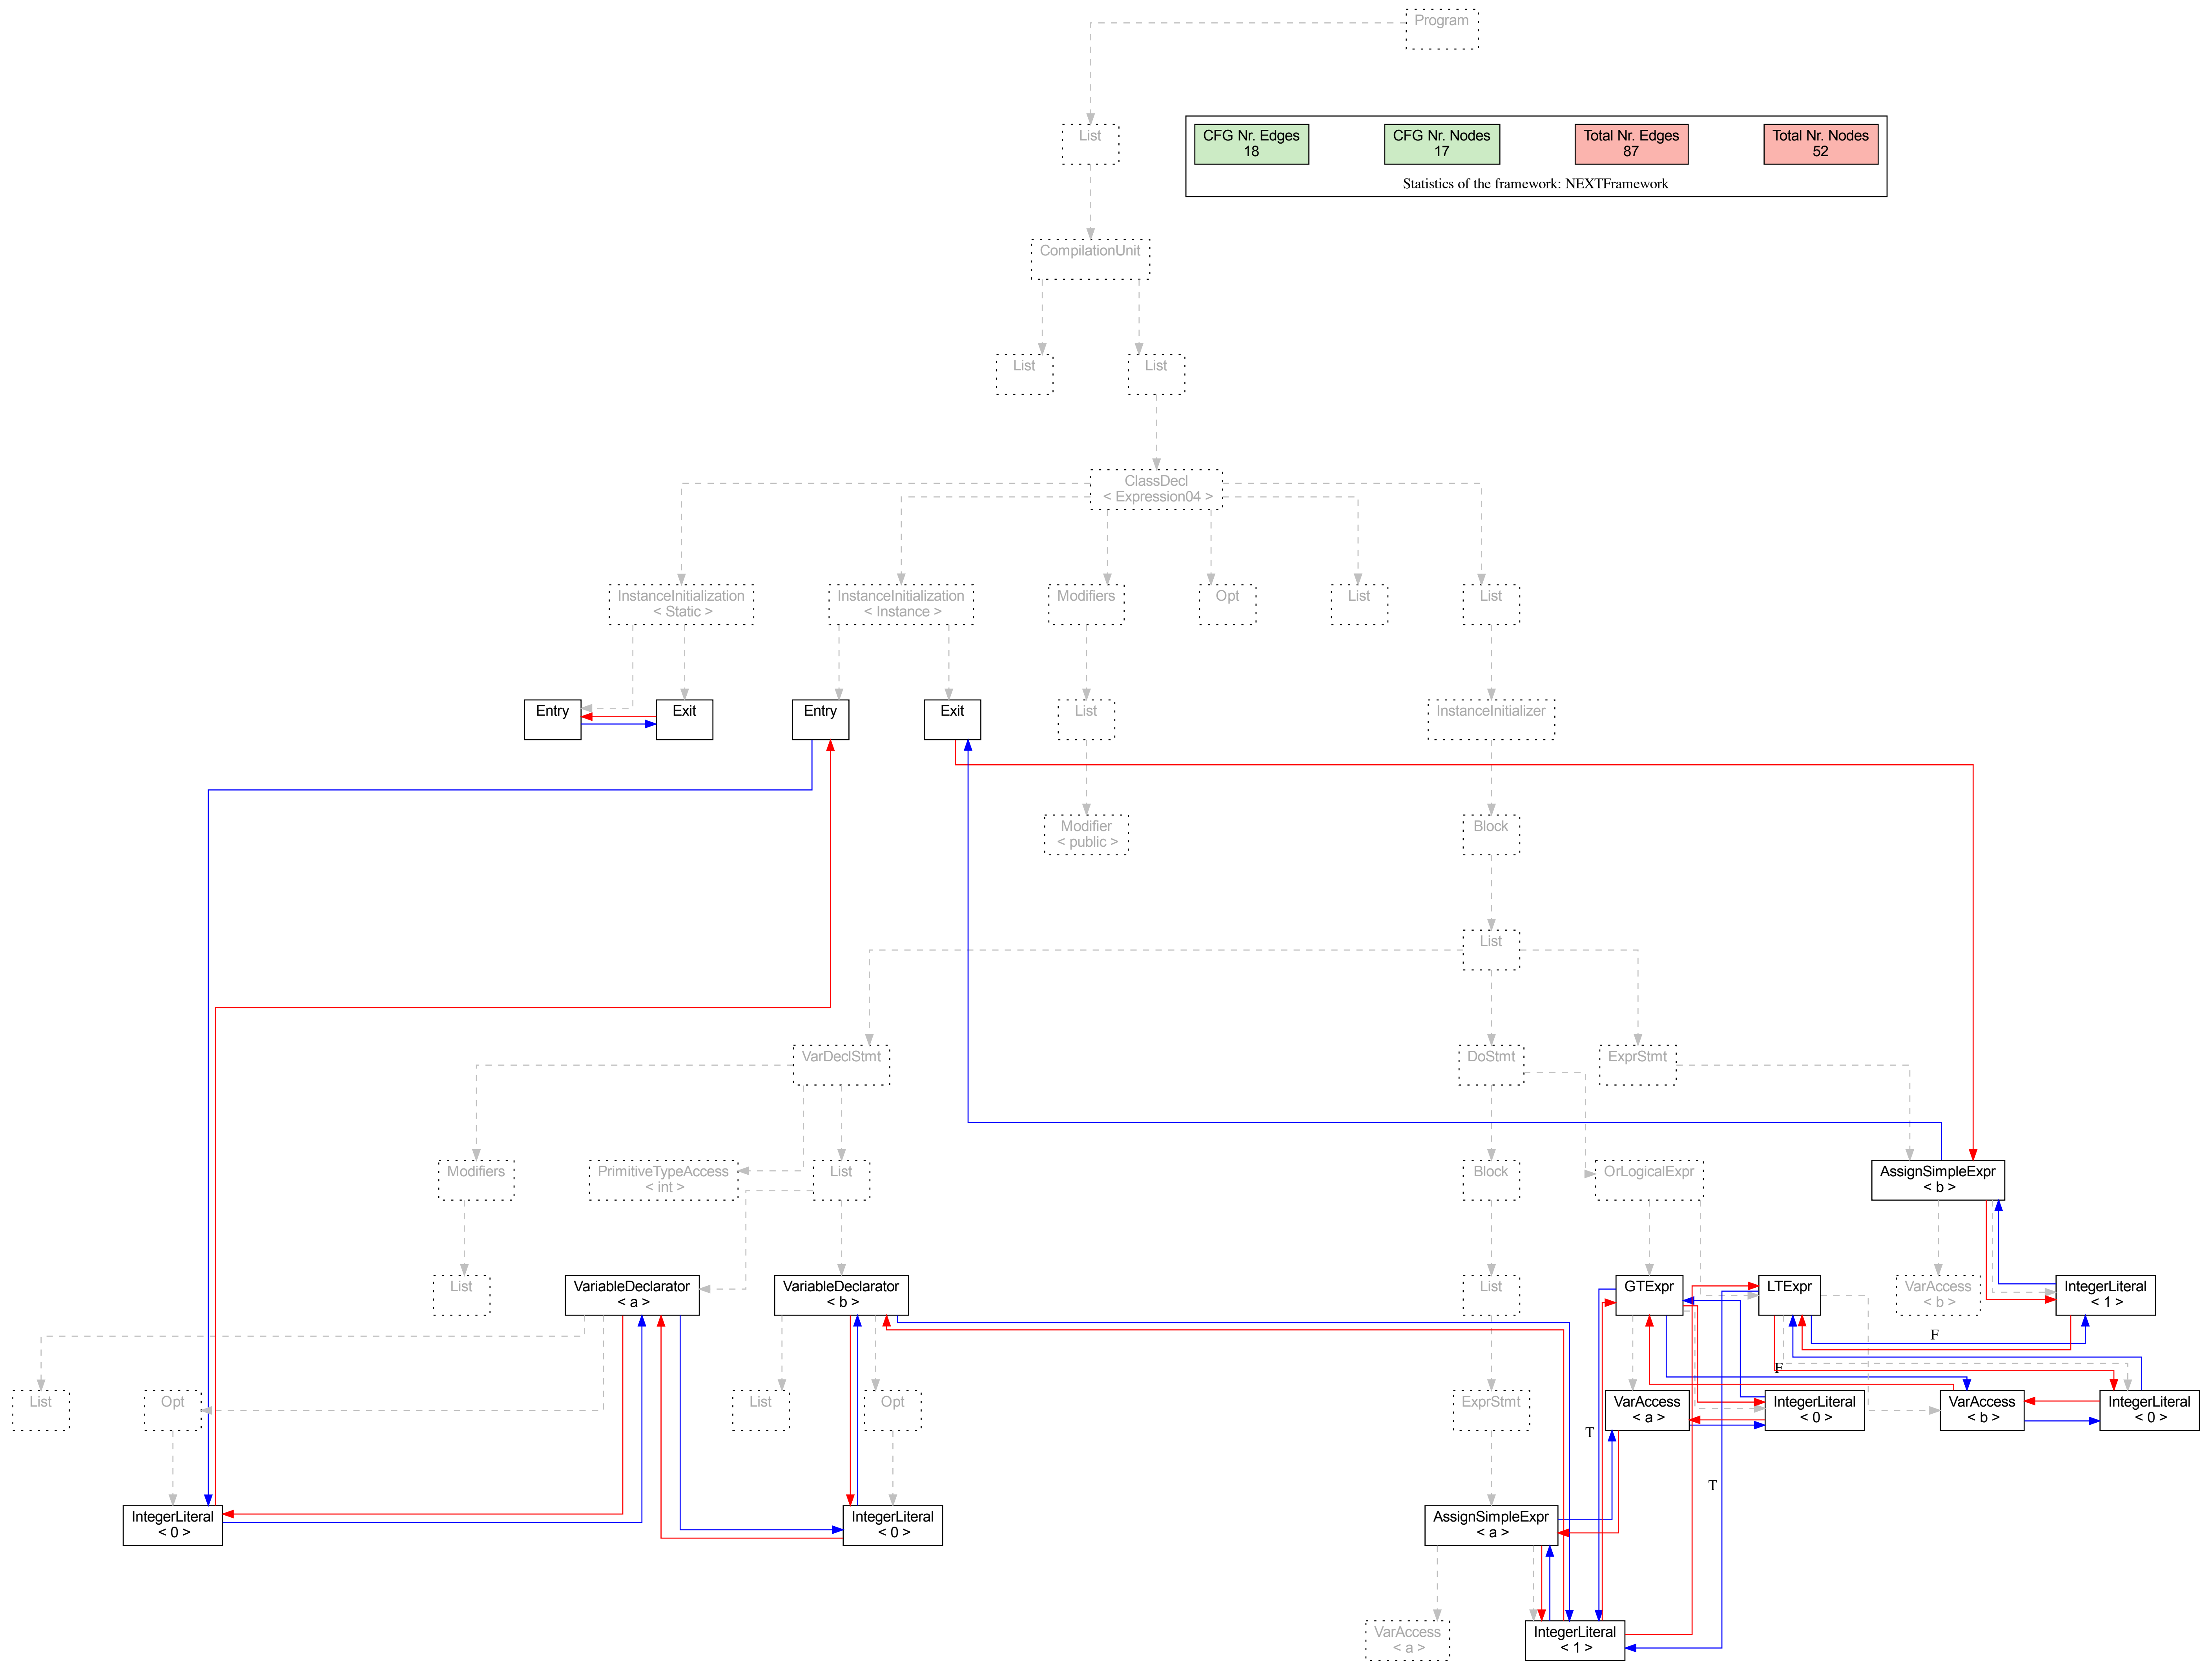 Program
List
CFG Nr. Edges
18
CFG Nr. Nodes
17
Total Nr. Edges
87
Total Nr. Nodes
52
Statistics of the framework: NEXTFramework
CompilationUnit
List
List
ClassDecl
< Expression04 >
InstanceInitialization
< Static >
InstanceInitialization
< Instance >
Modifiers
Opt
List
List
Entry
Exit
Entry
Exit
List
InstanceInitializer
Modifier
< public >
Block
List
VarDeclStmt
DoStmt
ExprStmt
Modifiers
PrimitiveTypeAccess
< int >
List
Block
OrLogicalExpr
AssignSimpleExpr
< b >
List
VariableDeclarator
< a >
VariableDeclarator
< b >
List
GTExpr
LTExpr
VarAccess
< b >
IntegerLiteral
< 1 >
F
F
List
Opt
List
Opt
ExprStmt
VarAccess
< a >
IntegerLiteral
< 0 >
VarAccess
< b >
IntegerLiteral
< 0 >
T
T
IntegerLiteral
< 0 >
IntegerLiteral
< 0 >
AssignSimpleExpr
< a >
VarAccess
< a >
IntegerLiteral
< 1 >